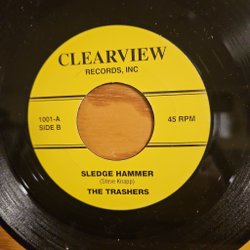 CLEARVIEW
RECORDS, INC
1001-A
SIDE B
45 RPM
SLEDGE HAMMER
(Steve Knapp)
THE TRASHERS